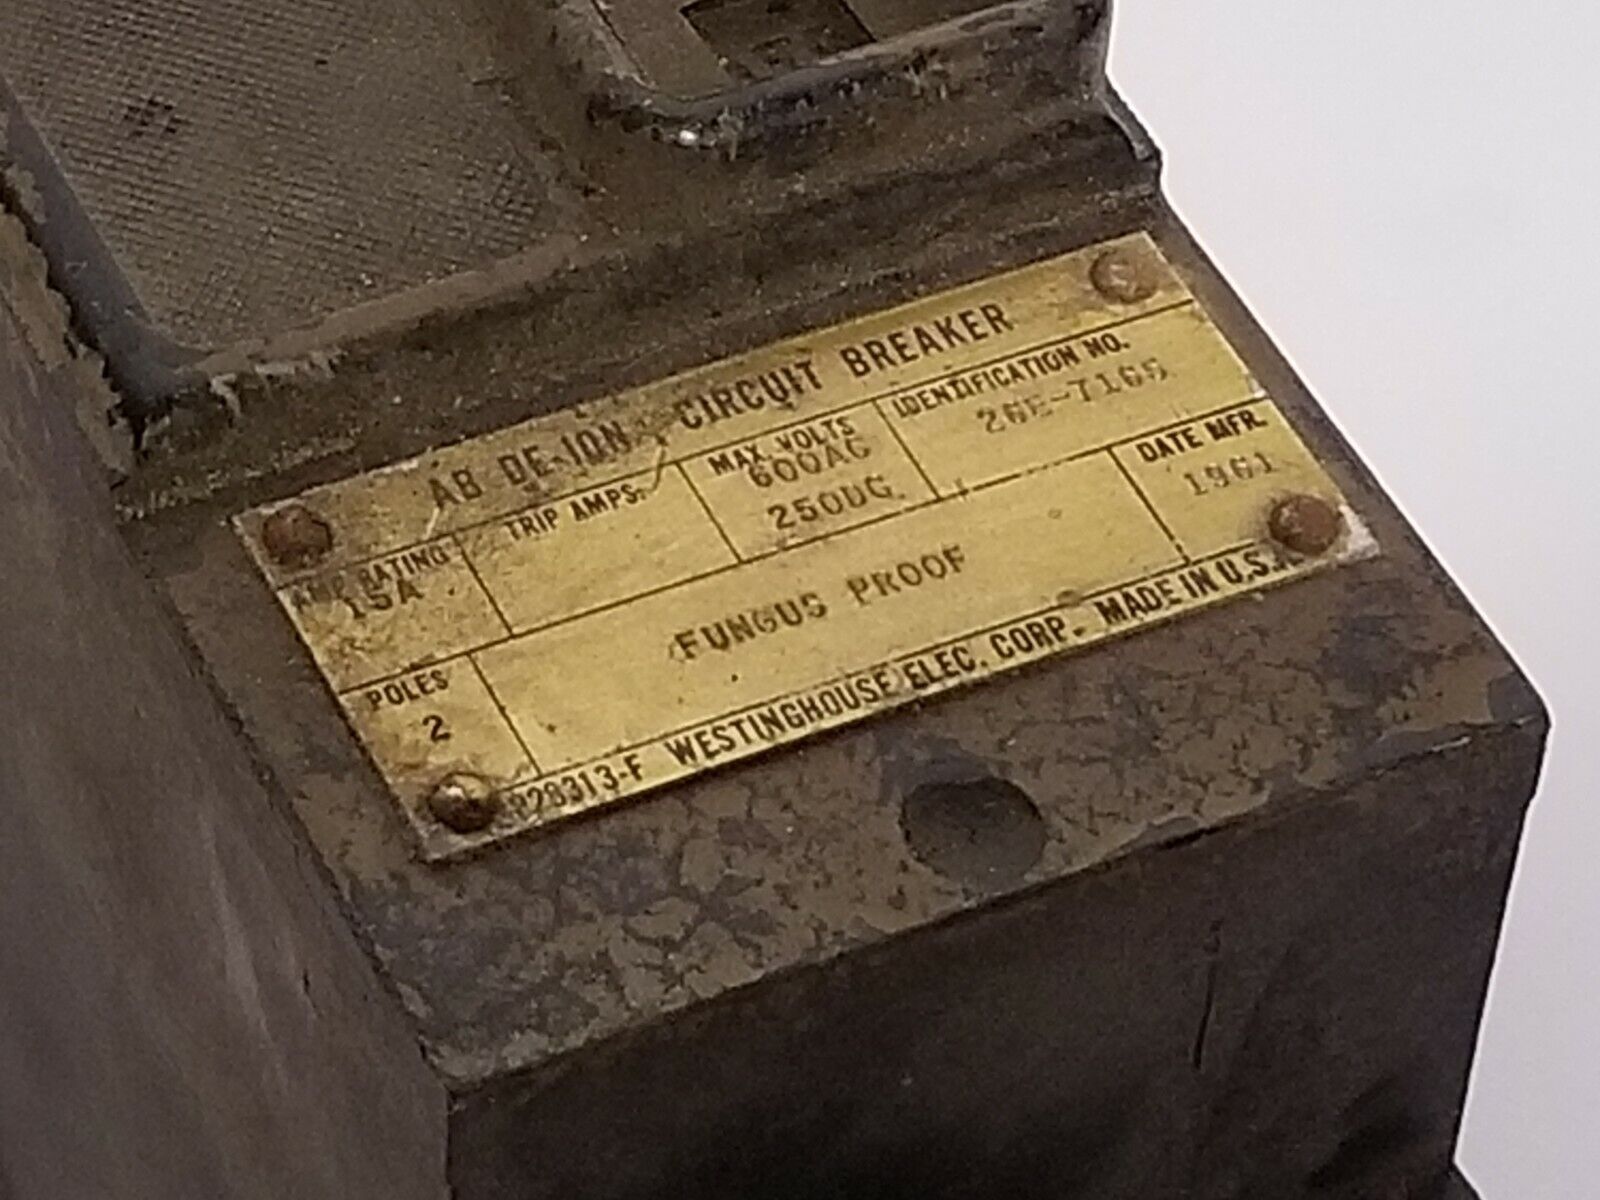 AB DE-ION CIRCUIT BREAKER
AMP RATING TRIP AMPS. MAX. VOLTS IDENTIFICATION NO.
15A 600AC 26E-7165
250DC
DATE MFR.
FUNGUS PROOF 1961
POLES
2
828313-F WESTINGHOUSE ELEC. CORP. MADE IN U.S.A.